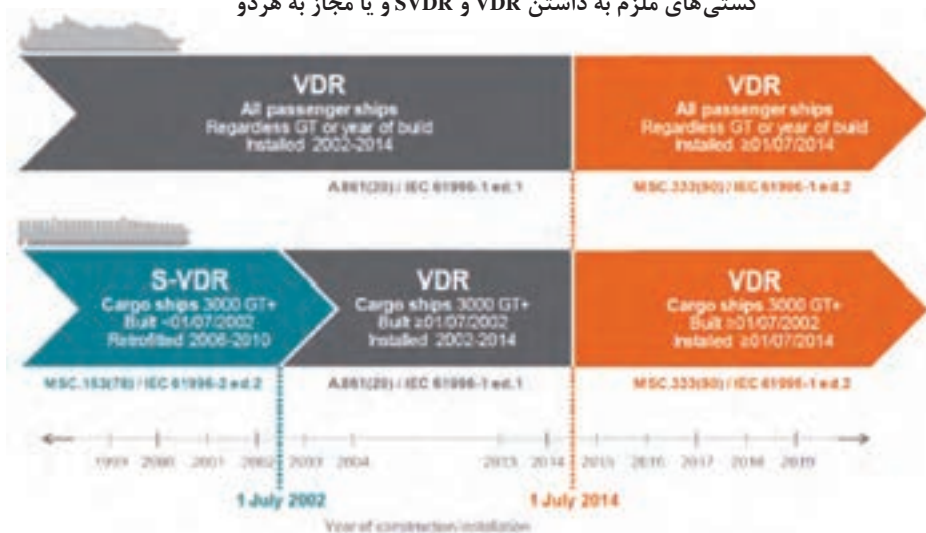 کشتی‌های ملزم به داشتن VDR و SVDR و یا مجاز به هردو
VDR
All passenger ships
Regardless GT or year of build
Installed 2002-2014
VDR
All passenger ships
Regardless GT or year of build
Installed ≥01/07/2014
A.861(20) / IEC 61996-1 ed.1
MSC.333(90) / IEC 61996-1 ed.2
S-VDR
Cargo ships 3000 GT+
Built <01/07/2002
Retrofitted 2006-2010
VDR
Cargo ships 3000 GT+
Built ≥01/07/2002
Installed 2002-2014
VDR
Cargo ships 3000 GT+
Built ≥01/07/2002
Installed ≥01/07/2014
MSC.163(78) / IEC 61996-2 ed.2
A.861(20) / IEC 61996-1 ed.1
MSC.333(90) / IEC 61996-1 ed.2
1999 2000 2001 2002 2003 2004 2013 2014 2015 2016 2017 2018 2019
1 July 2002
1 July 2014
Year of construction/installation